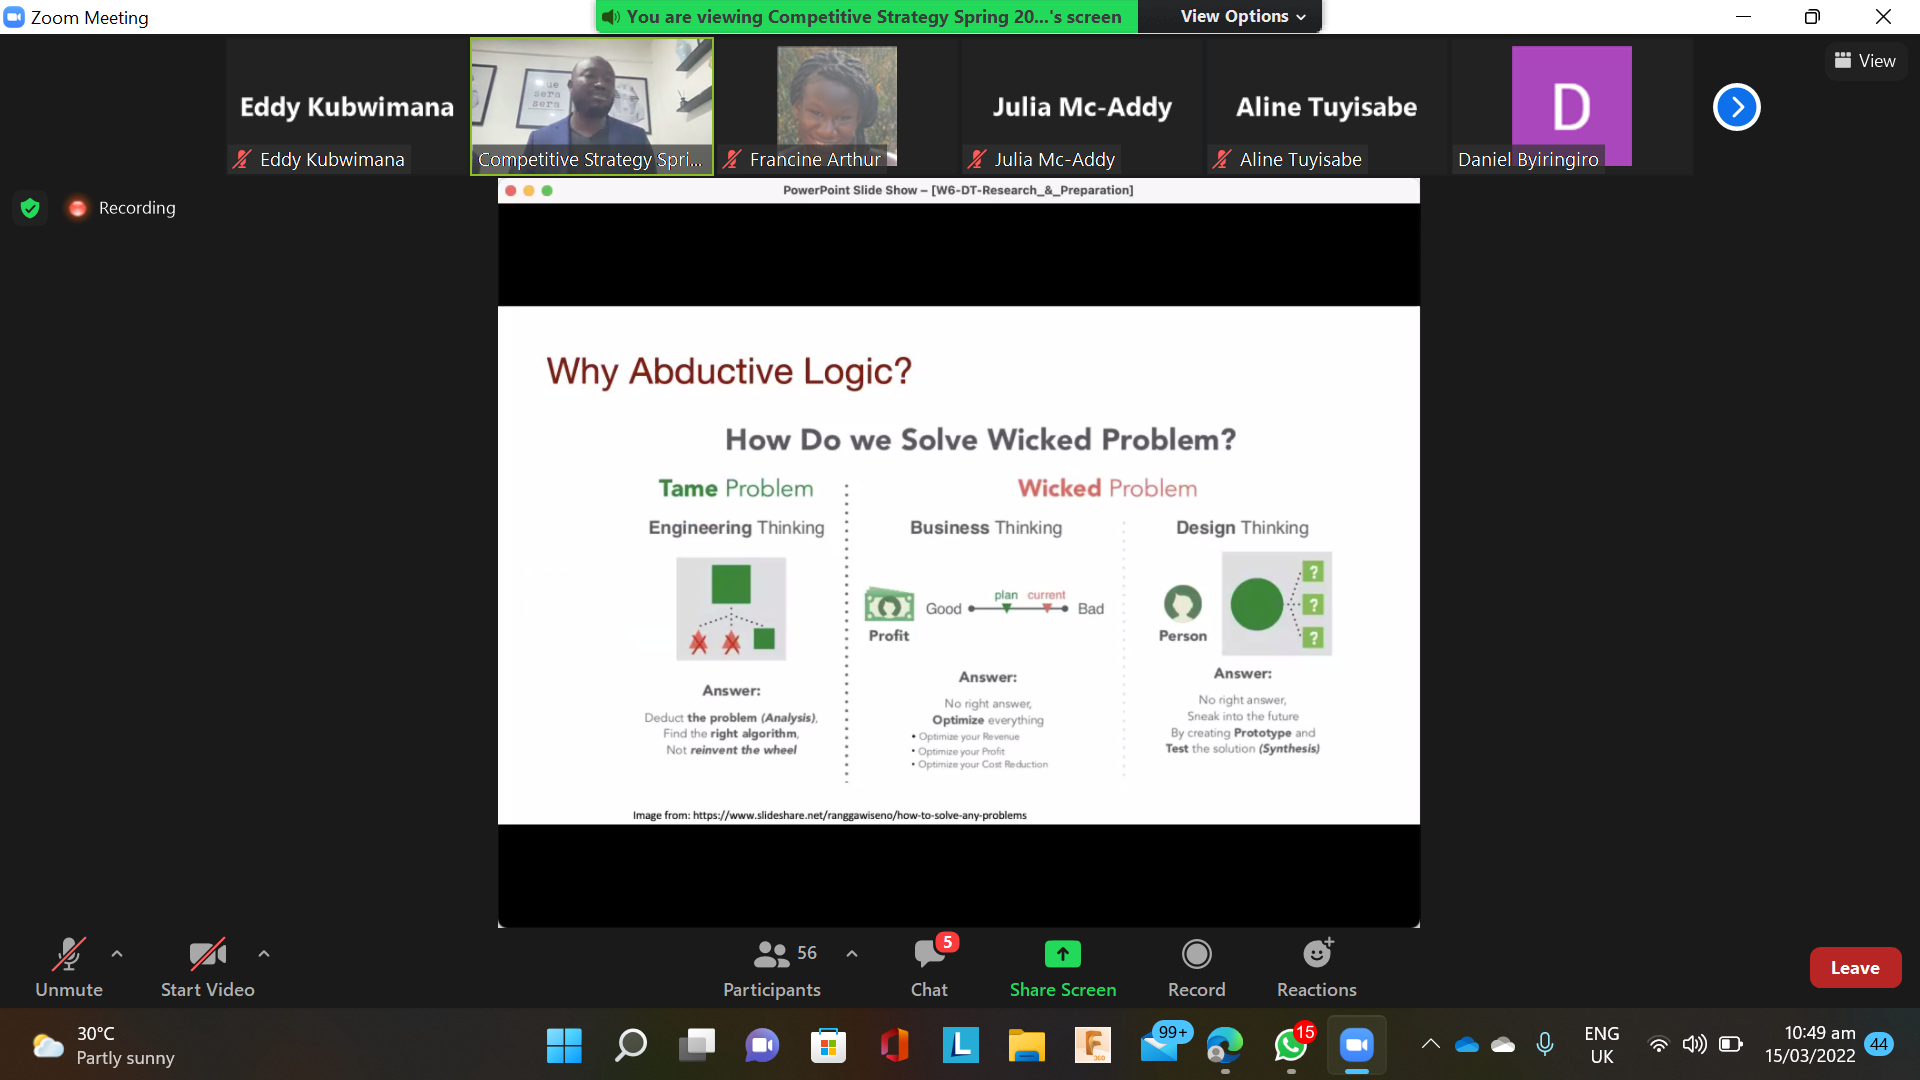 Zoom Meeting
You are viewing Competitive Strategy Spring 20...'s screen
View Options
View
Eddy Kubwimana
Eddy Kubwimana
que
sera
sera
Competitive Strategy Spri...
Francine Arthur
Julia Mc-Addy
Julia Mc-Addy
Aline Tuyisabe
Aline Tuyisabe
D
Daniel Byiringiro
Recording
PowerPoint Slide Show – [W6-DT-Research_&_Preparation]
Why Abductive Logic?
How Do we Solve Wicked Problem?
Tame Problem
Wicked Problem
Engineering Thinking
Business Thinking
Design Thinking
Answer:
Deduct the problem (Analysis),
Find the right algorithm,
Not reinvent the wheel
Profit
Good
plan
current
Bad
Answer:
No right answer,
Optimize everything
• Optimize your Revenue
• Optimize your Profit
• Optimize your Cost Reduction
Person
?
?
?
Answer:
No right answer,
Sneak into the future
By creating Prototype and
Test the solution (Synthesis)
Image from: https://www.slideshare.net/ranggawiseno/how-to-solve-any-problems
Unmute
Start Video
56
Participants
5
Chat
Share Screen
Record
Reactions
Leave
30°C
Partly sunny
L
F
360
99+
15
ENG
UK
10:49 am
15/03/2022
44